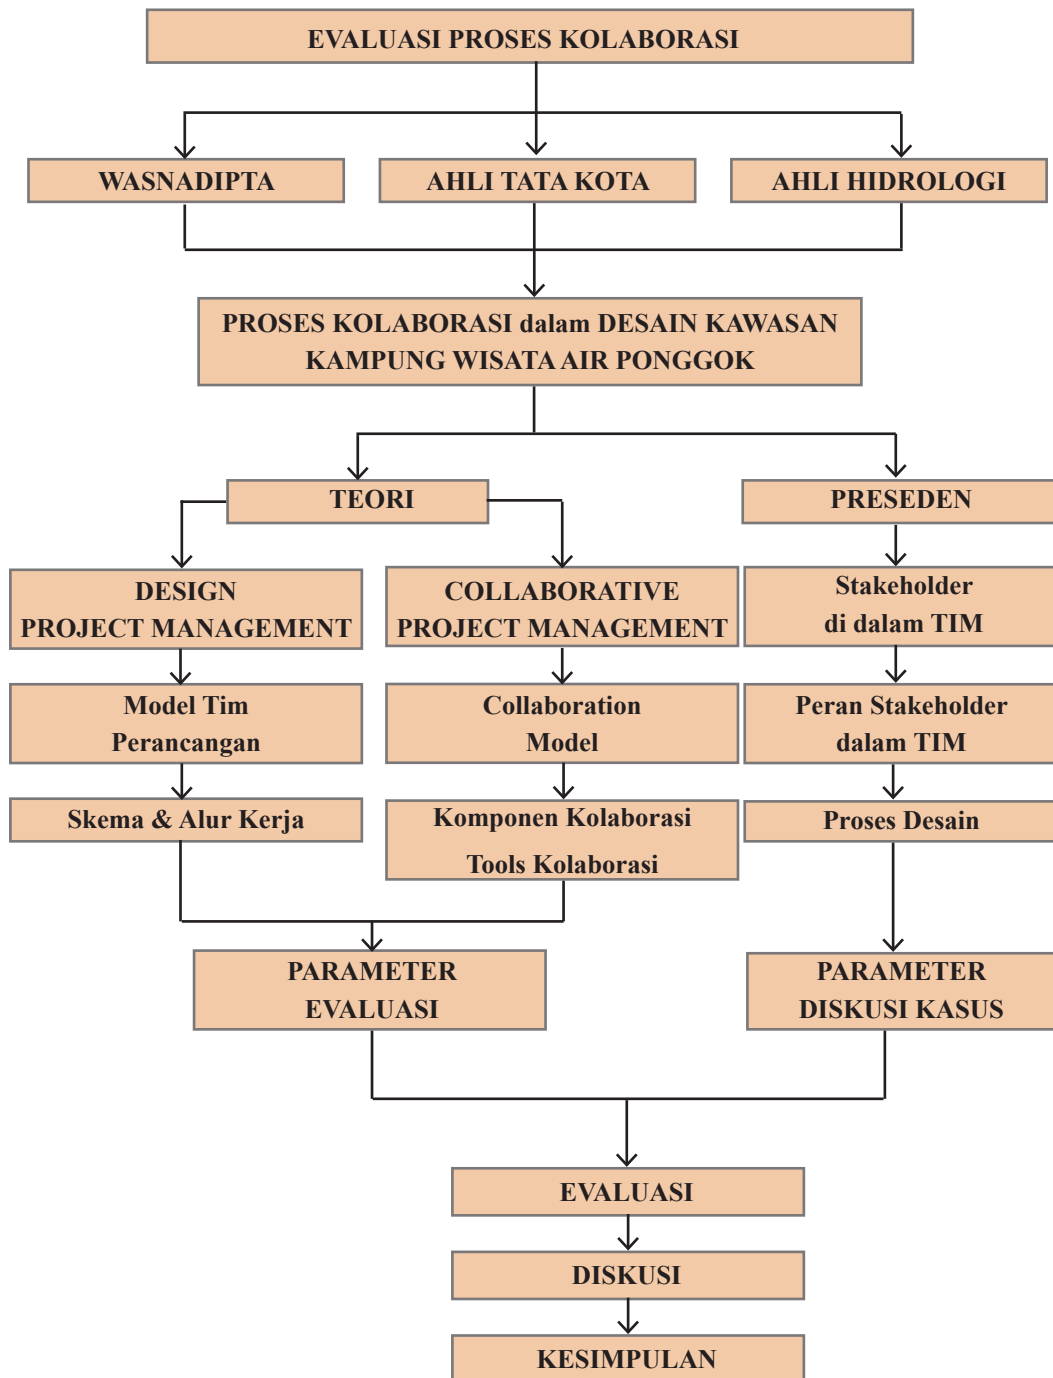 EVALUASI PROSES KOLABORASI
WASNADIPTA
AHLI TATA KOTA
AHLI HIDROLOGI
PROSES KOLABORASI dalam DESAIN KAWASAN
KAMPUNG WISATA AIR PONGGOK
TEORI
PRESEDEN
DESIGN
PROJECT MANAGEMENT
COLLABORATIVE
PROJECT MANAGEMENT
Stakeholder
di dalam TIM
Model Tim
Perancangan
Collaboration
Model
Peran Stakeholder
dalam TIM
Skema & Alur Kerja
Komponen Kolaborasi
Tools Kolaborasi
Proses Desain
PARAMETER
EVALUASI
PARAMETER
DISKUSI KASUS
EVALUASI
DISKUSI
KESIMPULAN